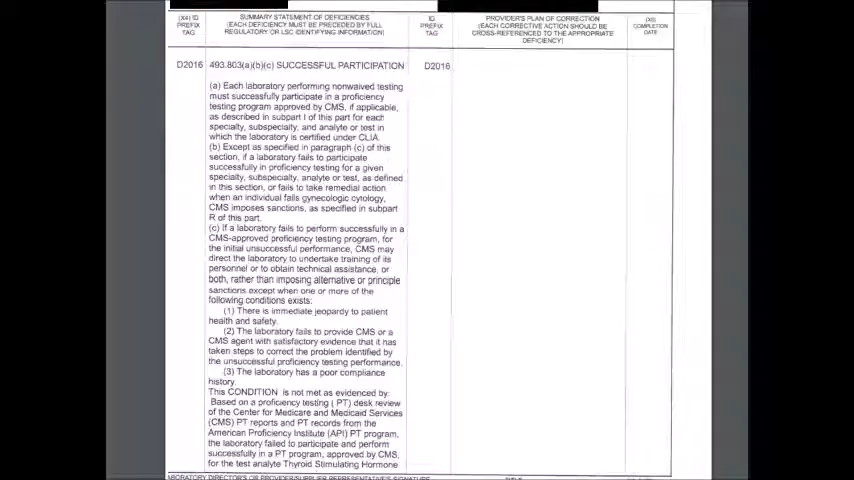 (X4) ID
PREFIX
TAG
SUMMARY STATEMENT OF DEFICIENCIES
(EACH DEFICIENCY MUST BE PRECEDED BY FULL
REGULATORY OR LSC IDENTIFYING INFORMATION)
ID
PREFIX
TAG
PROVIDER'S PLAN OF CORRECTION
(EACH CORRECTIVE ACTION SHOULD BE
CROSS-REFERENCED TO THE APPROPRIATE
DEFICIENCY)
(X5)
COMPLETION
DATE
D2016
493.803(a)(b)(c) SUCCESSFUL PARTICIPATION
D2016
(a) Each laboratory performing nonwaived testing
must successfully participate in a proficiency
testing program approved by CMS, if applicable,
as described in subpart I of this part for each
specialty, subspecialty, and analyte or test in
which the laboratory is certified under CLIA.
(b) Except as specified in paragraph (c) of this
section, if a laboratory fails to participate
successfully in proficiency testing for a given
specialty, subspecialty, analyte or test, as defined
in this section, or fails to take remedial action
when an individual fails gynecologic cytology,
CMS imposes sanctions, as specified in subpart
R of this part.
(c) If a laboratory fails to perform successfully in a
CMS-approved proficiency testing program, for
the initial unsuccessful performance, CMS may
direct the laboratory to undertake training of its
personnel or to obtain technical assistance, or
both, rather than imposing alternative or principle
sanctions except when one or more of the
following conditions exists:
(1) There is immediate jeopardy to patient
health and safety.
(2) The laboratory fails to provide CMS or a
CMS agent with satisfactory evidence that it has
taken steps to correct the problem identified by
the unsuccessful proficiency testing performance.
(3) The laboratory has a poor compliance
history.
This CONDITION is not met as evidenced by:
Based on a proficiency testing ( PT) desk review
of the Center for Medicare and Medicaid Services
(CMS) PT reports and PT records from the
American Proficiency Institute (API) PT program,
the laboratory failed to participate and perform
successfully in a PT program, approved by CMS,
for the test analyte Thyroid Stimulating Hormone
LABORATORY DIRECTOR'S OR PROVIDER/SUPPLIER REPRESENTATIVE'S SIGNATURE